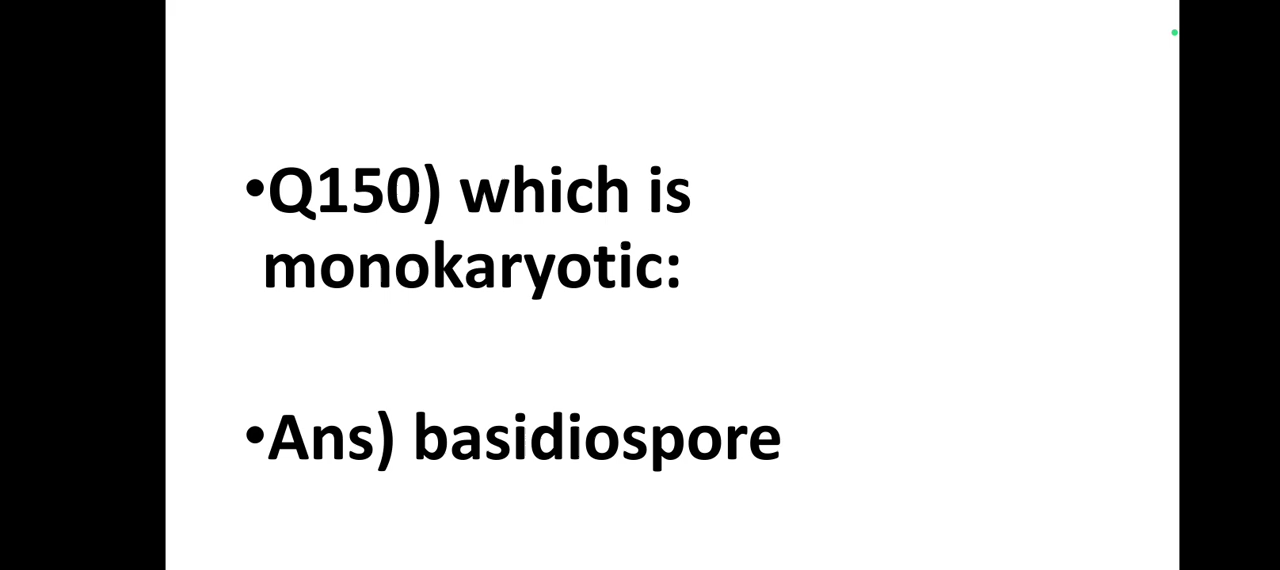 •Q150) which is
monokaryotic:
•Ans) basidiospore